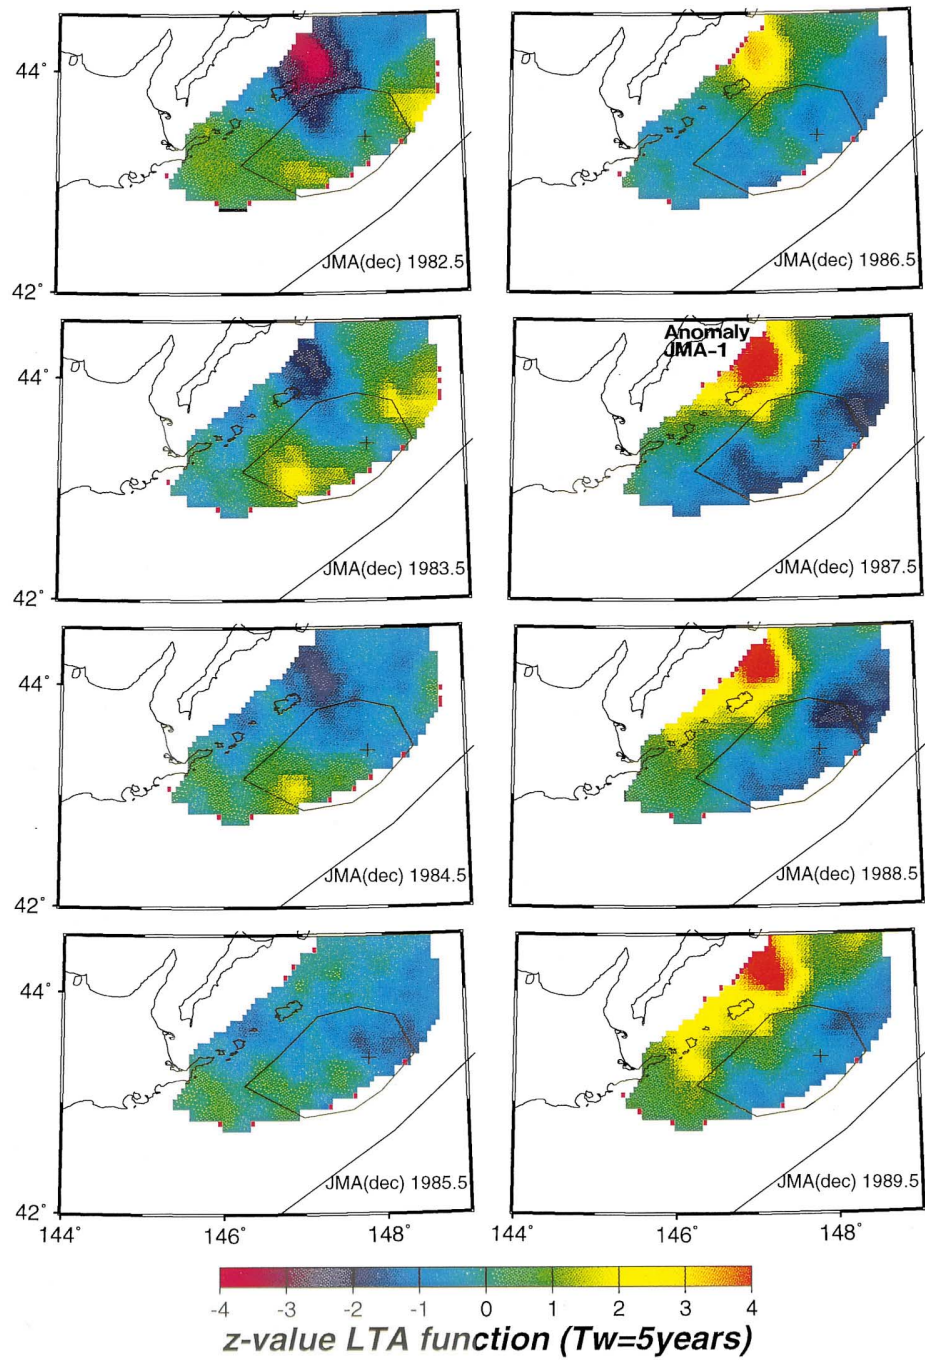 44°
JMA(dec) 1982.5
JMA(dec) 1986.5
42°
Anomaly
JMA-1
44°
JMA(dec) 1983.5
JMA(dec) 1987.5
42°
44°
JMA(dec) 1984.5
JMA(dec) 1988.5
42°
44°
JMA(dec) 1985.5
JMA(dec) 1989.5
42°
144° 146° 148° 144° 146° 148°
-4 -3 -2 -1 0 1 2 3 4
z-value LTA function (Tw=5years)